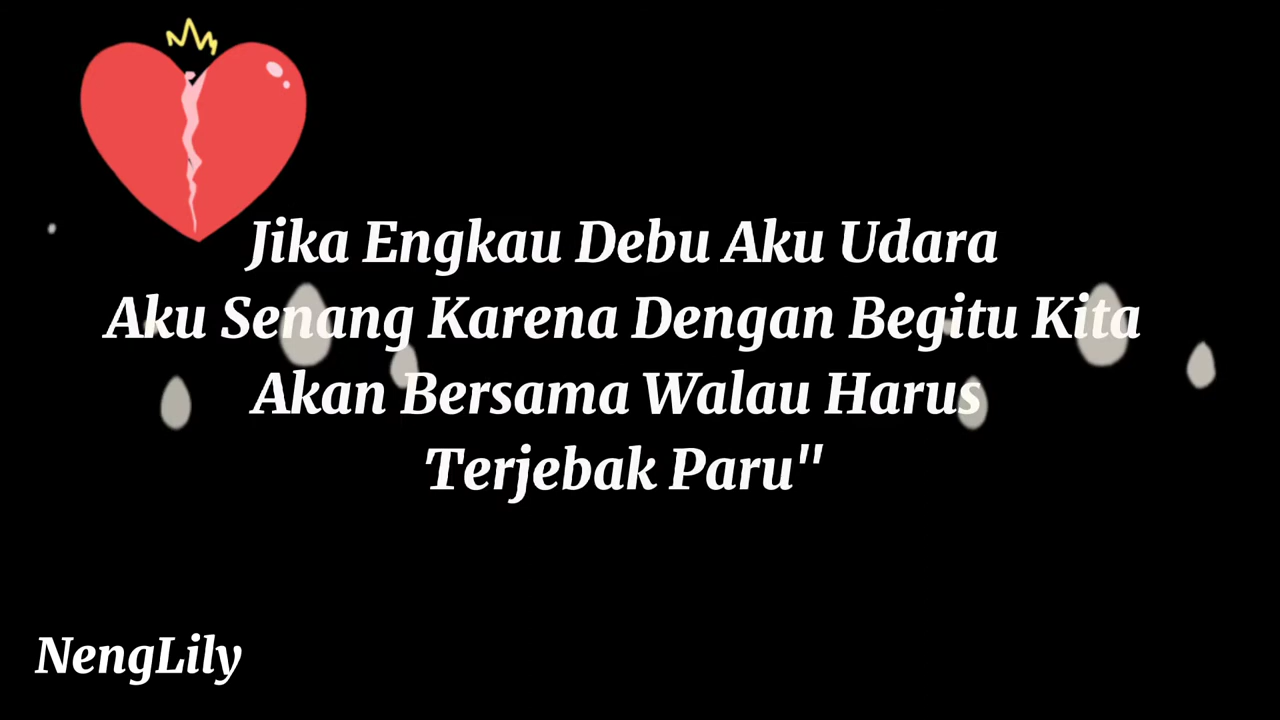 Jika Engkau Debu Aku Udara
Aku Senang Karena Dengan Begitu Kita
Akan Bersama Walau Harus
Terjebak Paru"
NengLily